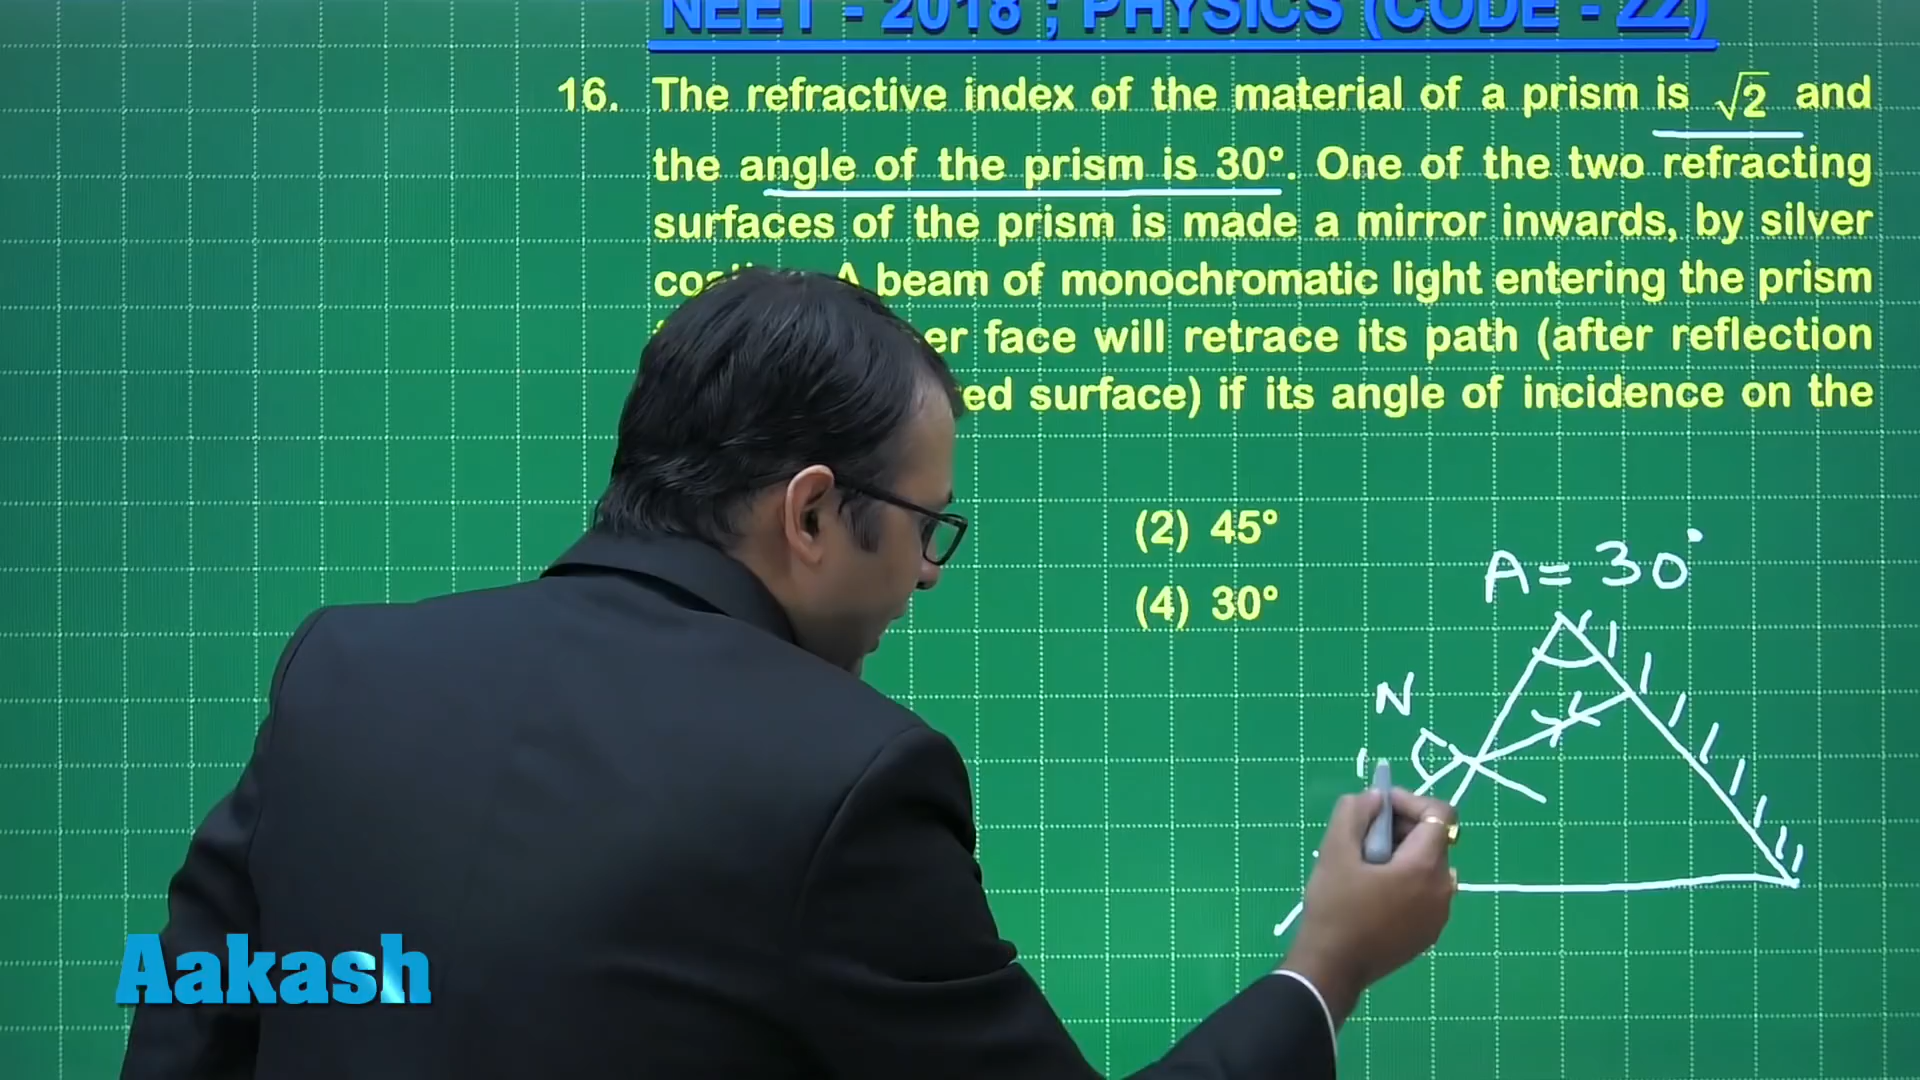 NEET - 2018 ; PHYSICS (CODE - ZZ)
16. The refractive index of the material of a prism is √2 and
the angle of the prism is 30°. One of the two refracting
surfaces of the prism is made a mirror inwards, by silver
A beam of monochromatic light entering the prism
face will retrace its path (after reflection
surface) if its angle of incidence on the
(2) 45°
A = 30°
(4) 30°
N
Aakash